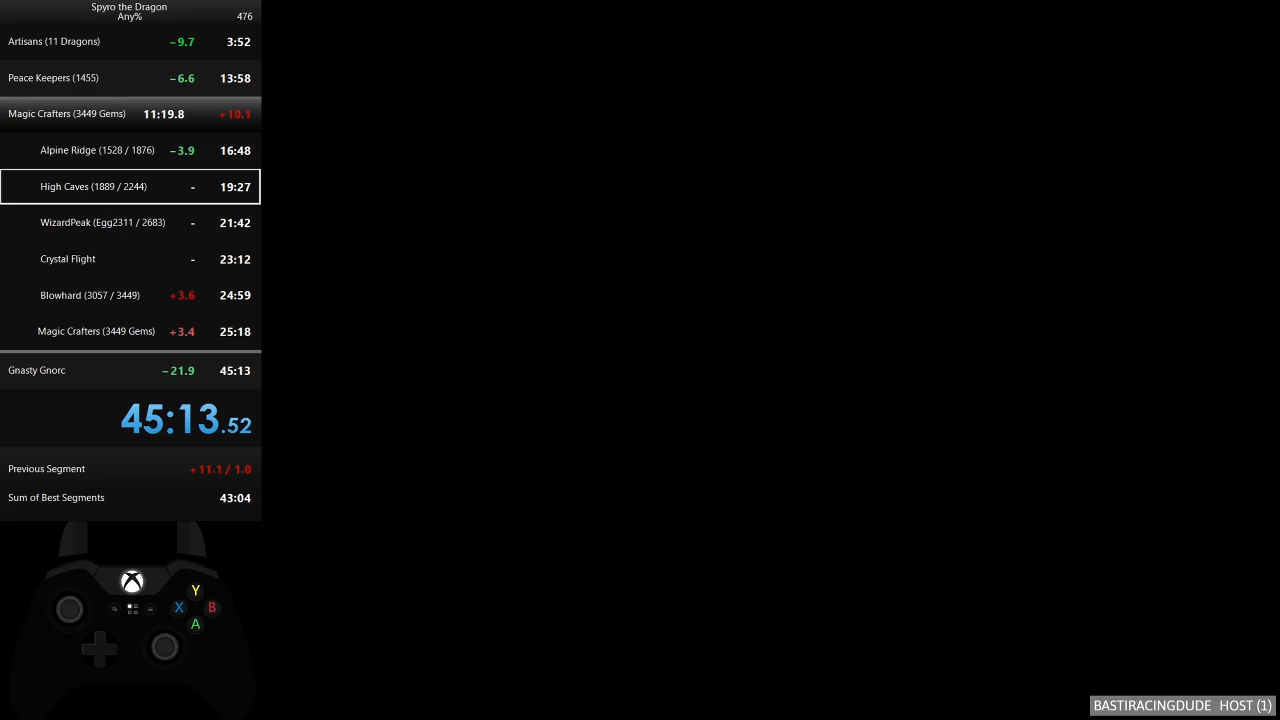 Spyro the Dragon
Any% 476
Artisans (11 Dragons) −9.7 3:52
Peace Keepers (1455) −6.6 13:58
Magic Crafters (3449 Gems) 11:19.8 +10.1
Alpine Ridge (1528 / 1876) −3.9 16:48
High Caves (1889 / 2244) - 19:27
WizardPeak (Egg2311 / 2683) - 21:42
Crystal Flight - 23:12
Blowhard (3057 / 3449) +3.6 24:59
Magic Crafters (3449 Gems) +3.4 25:18
Gnasty Gnorc −21.9 45:13
45:13.52
Previous Segment +11.1 / 1.0
Sum of Best Segments 43:04
Y
X B
A
BASTIRACINGDUDE HOST (1)